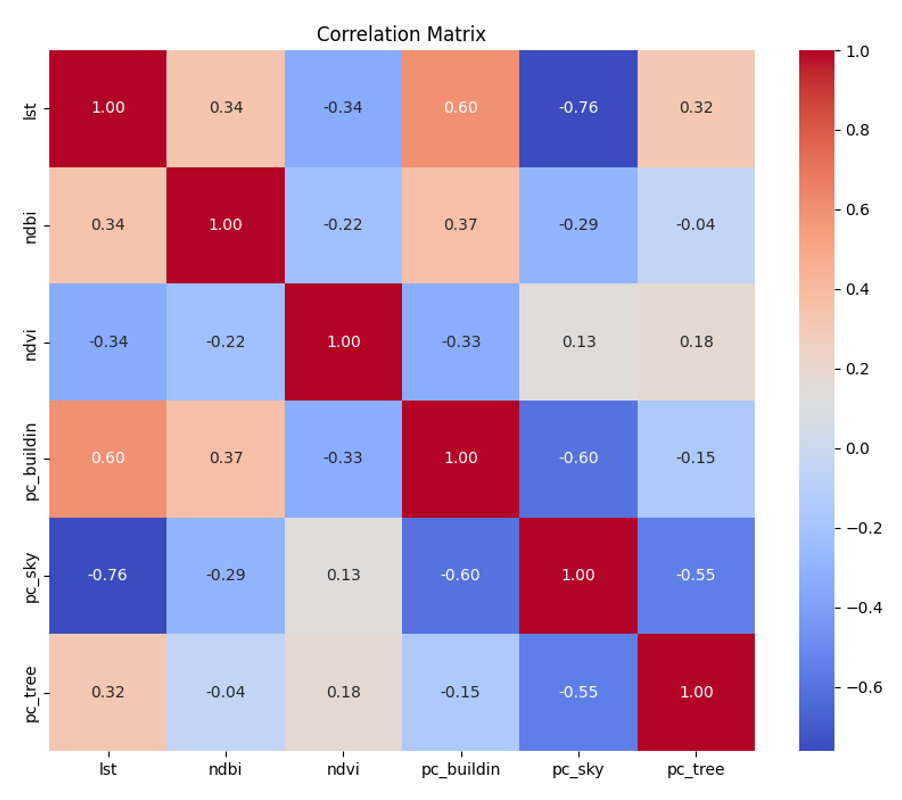 Correlation Matrix
lst 1.00 0.34 -0.34 0.60 -0.76 0.32
ndbi 0.34 1.00 -0.22 0.37 -0.29 -0.04
ndvi -0.34 -0.22 1.00 -0.33 0.13 0.18
pc_buildin 0.60 0.37 -0.33 1.00 -0.60 -0.15
pc_sky -0.76 -0.29 0.13 -0.60 1.00 -0.55
pc_tree 0.32 -0.04 0.18 -0.15 -0.55 1.00
lst ndbi ndvi pc_buildin pc_sky pc_tree
1.0
0.8
0.6
0.4
0.2
0.0
−0.2
−0.4
−0.6